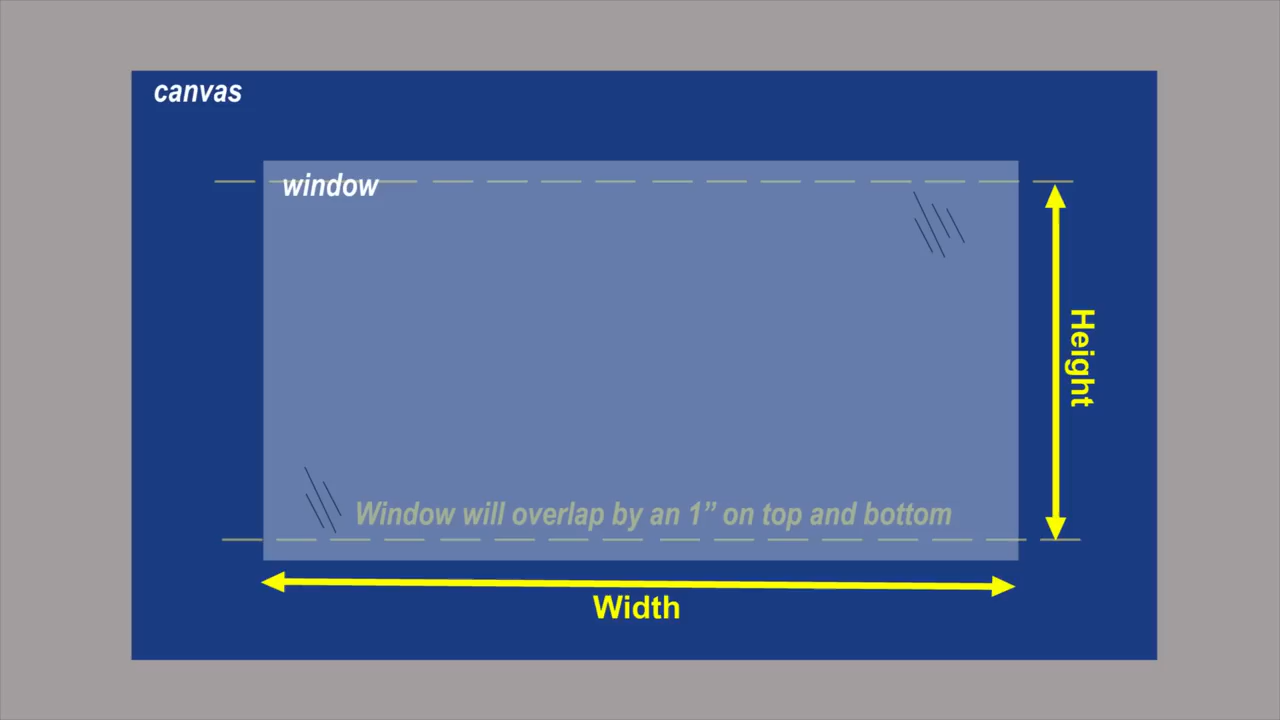 canvas
window
Height
Window will overlap by an 1” on top and bottom
Width